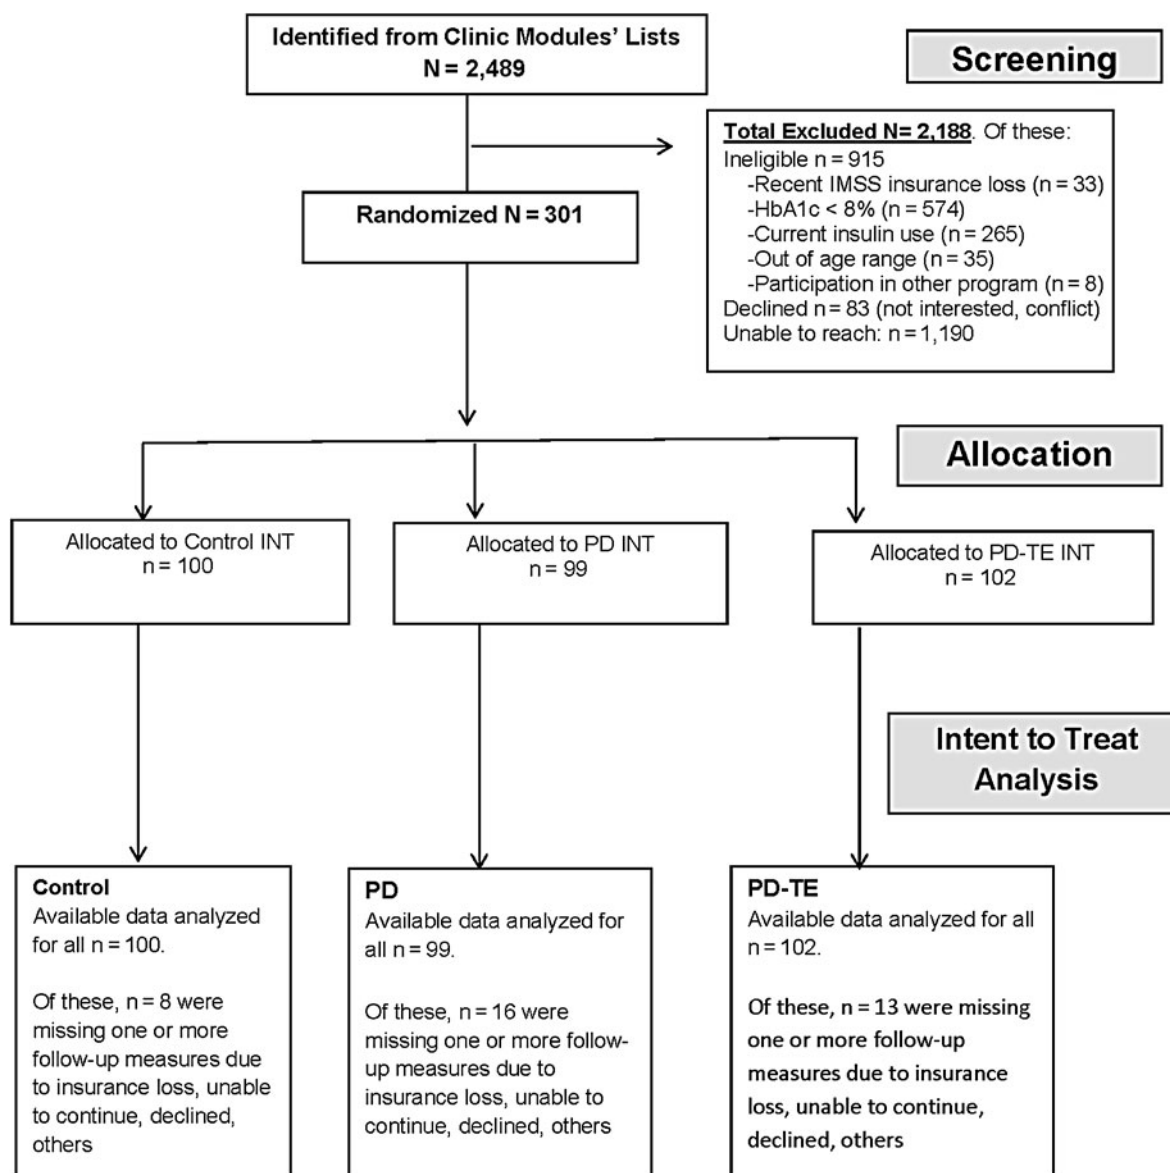 Identified from Clinic Modules' Lists
N = 2,489
Screening
Total Excluded N= 2,188. Of these:
Ineligible n = 915
-Recent IMSS insurance loss (n = 33)
-HbA1c < 8% (n = 574)
-Current insulin use (n = 265)
-Out of age range (n = 35)
-Participation in other program (n = 8)
Declined n = 83 (not interested, conflict)
Unable to reach: n = 1,190
Randomized N = 301
Allocation
Allocated to Control INT
n = 100
Allocated to PD INT
n = 99
Allocated to PD-TE INT
n = 102
Intent to Treat
Analysis
Control
Available data analyzed
for all n = 100.
Of these, n = 8 were
missing one or more
follow-up measures due
to insurance loss, unable
to continue, declined,
others
PD
Available data analyzed for
all n = 99.
Of these, n = 16 were
missing one or more follow-
up measures due to
insurance loss, unable to
continue, declined, others
PD-TE
Available data analyzed for all
n = 102.
Of these, n = 13 were missing
one or more follow-up
measures due to insurance
loss, unable to continue,
declined, others